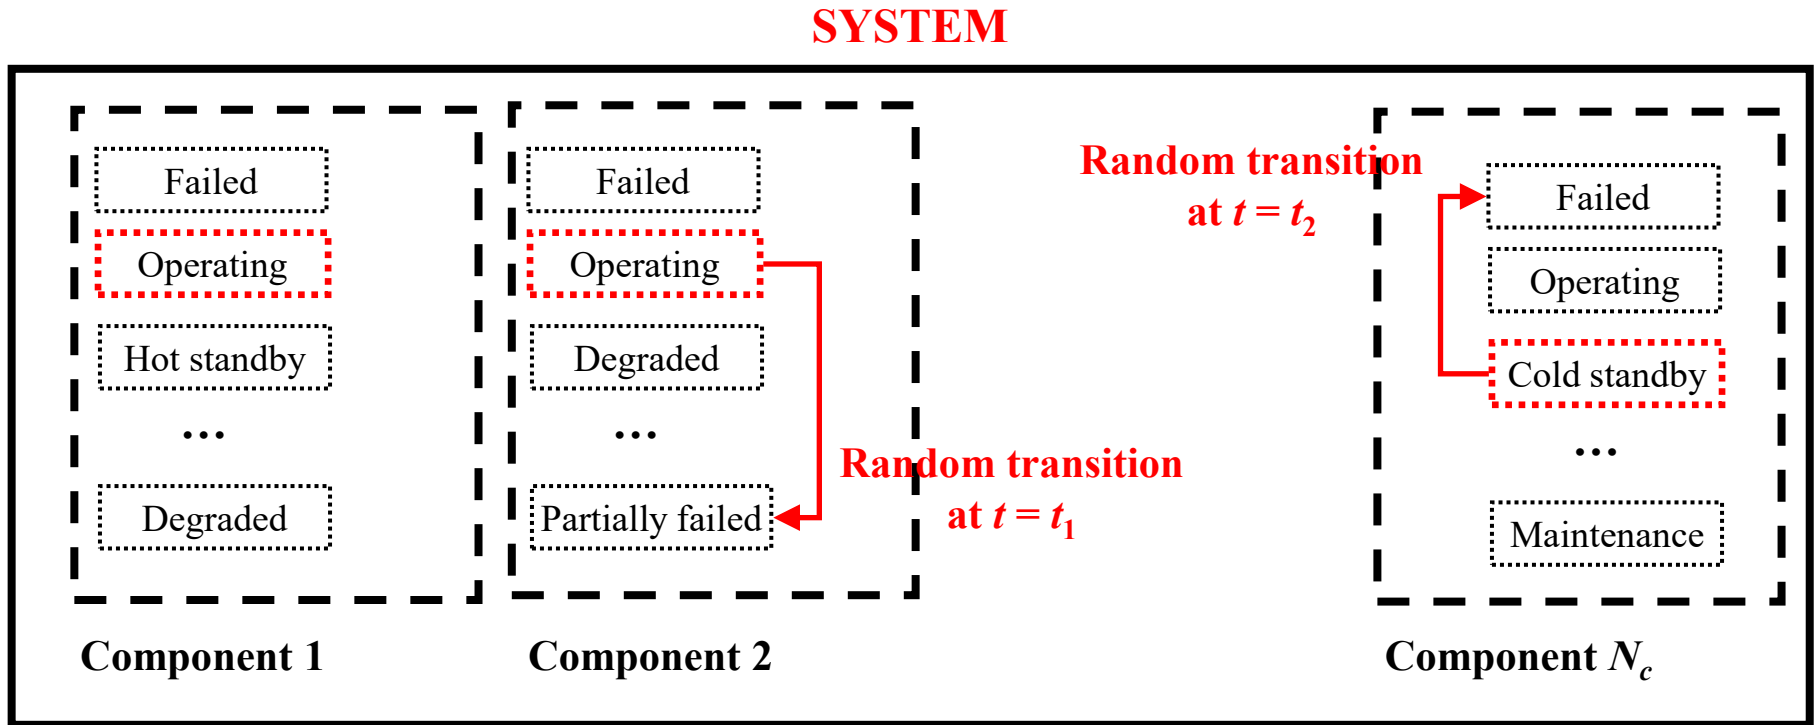 SYSTEM
Failed
Operating
Hot standby
...
Degraded
Component 1
Failed
Operating
Degraded
...
Partially failed
Random transition
at t = t1
Component 2
Random transition
at t = t2
Failed
Operating
Cold standby
...
Maintenance
Component Nc